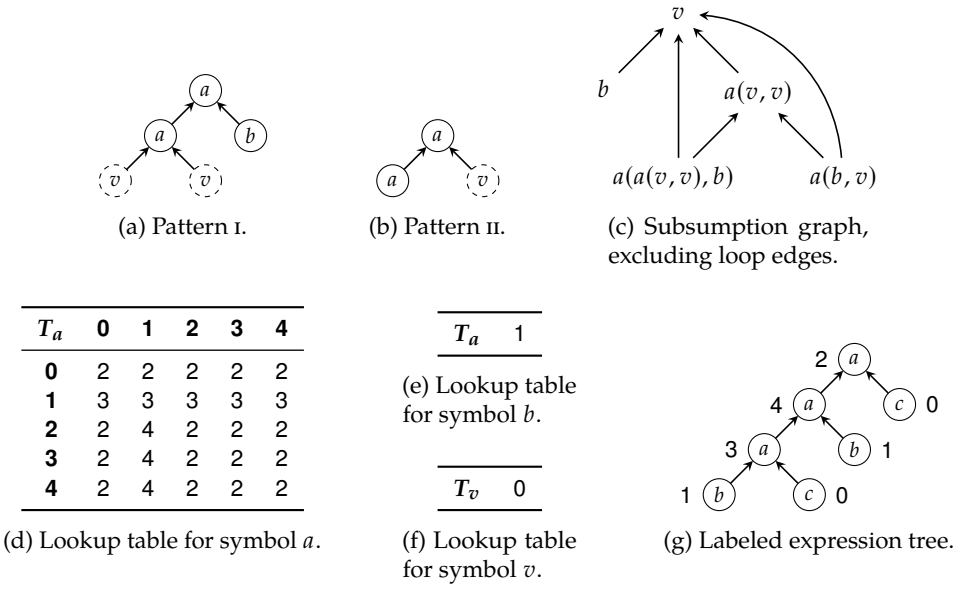 a
a
b
v
v
(a) Pattern I.
a
a
v
(b) Pattern II.
v
b
a(v, v)
a(a(v, v), b)
a(b, v)
(c) Subsumption graph,
excluding loop edges.
Ta 0 1 2 3 4
0 2 2 2 2 2
1 3 3 3 3 3
2 2 4 2 2 2
3 2 4 2 2 2
4 2 4 2 2 2
(d) Lookup table for symbol a.
Ta 1
(e) Lookup table
for symbol b.
Tv 0
(f) Lookup table
for symbol v.
2 a
4 a
c 0
3 a
b 1
1 b
c 0
(g) Labeled expression tree.